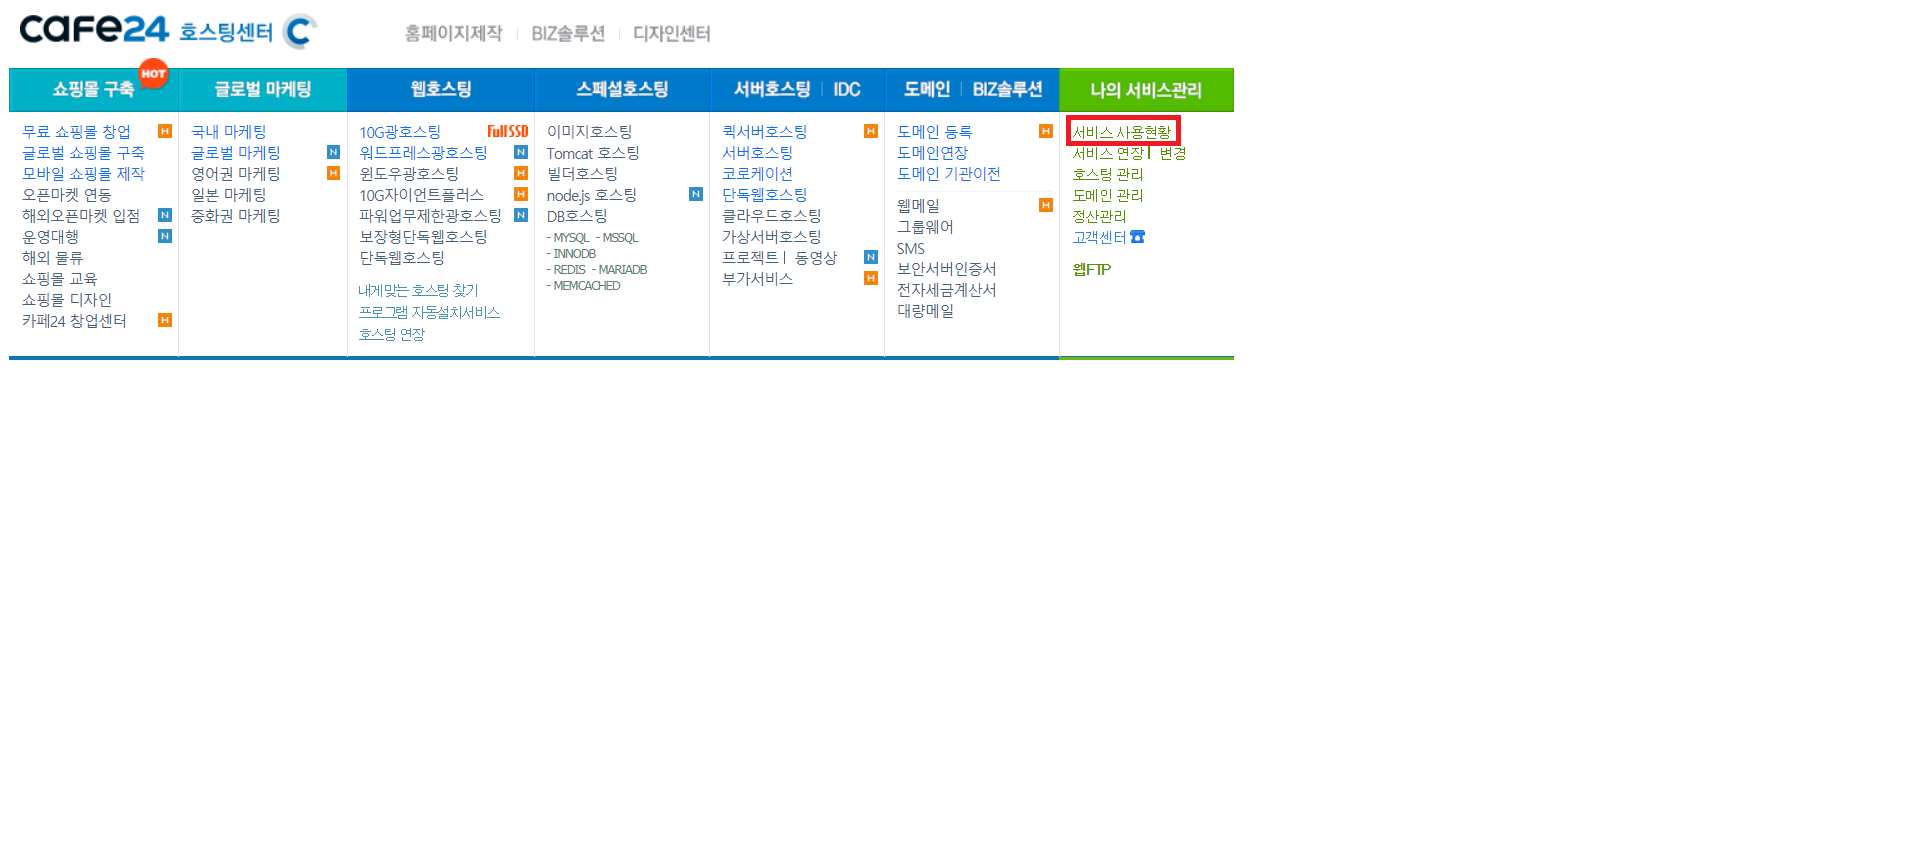 cafe24 호스팅센터 C
홈페이지제작 | BIZ솔루션 | 디자인센터
HOT
쇼핑몰 구축
글로벌 마케팅
웹호스팅
스페셜호스팅
서버호스팅 | IDC
도메인 | BIZ솔루션
나의 서비스관리
무료 쇼핑몰 창업 H
글로벌 쇼핑몰 구축
모바일 쇼핑몰 제작
오픈마켓 연동
해외오픈마켓 입점 N
운영대행 N
해외 물류
쇼핑몰 교육
쇼핑몰 디자인
카페24 창업센터 H
국내 마케팅
글로벌 마케팅 N
영어권 마케팅 H
일본 마케팅
중화권 마케팅
10G광호스팅 Full SSD
워드프레스광호스팅 N
윈도우광호스팅 H
10G자이언트플러스 H
파워업무제한광호스팅 N
보장형단독웹호스팅
단독웹호스팅
내게맞는 호스팅 찾기
프로그램 자동설치서비스
호스팅 연장
이미지호스팅
Tomcat 호스팅
빌더호스팅
node.js 호스팅 N
DB호스팅
- MYSQL - MSSQL
- INNODB
- REDIS - MARIADB
- MEMCACHED
퀵서버호스팅 H
서버호스팅
코로케이션
단독웹호스팅
클라우드호스팅
가상서버호스팅
프로젝트 | 동영상 N
부가서비스 H
도메인 등록 H
도메인연장
도메인 기관이전
웹메일 H
그룹웨어
SMS
보안서버인증서
전자세금계산서
대량메일
서비스 사용현황
서비스 연장 | 변경
호스팅 관리
도메인 관리
정산관리
고객센터
웹FTP